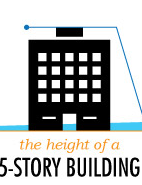 the height of a
5-STORY BUILDING